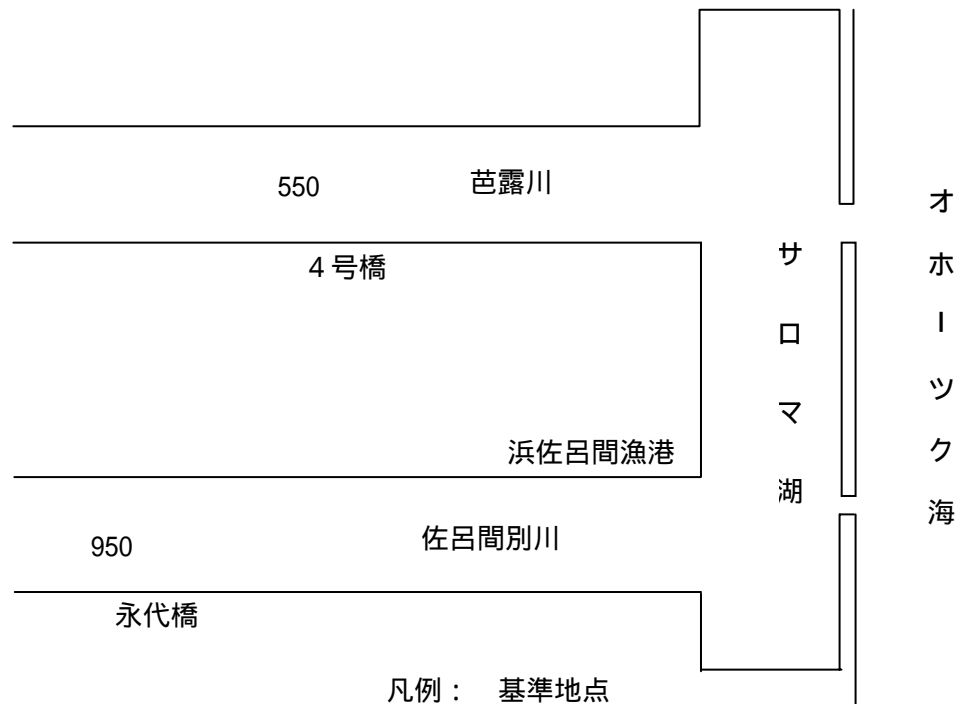 550
芭露川
4号橋
浜佐呂間漁港
950
佐呂間別川
永代橋
サロマ湖
オホーツク海
凡例： 基準地点